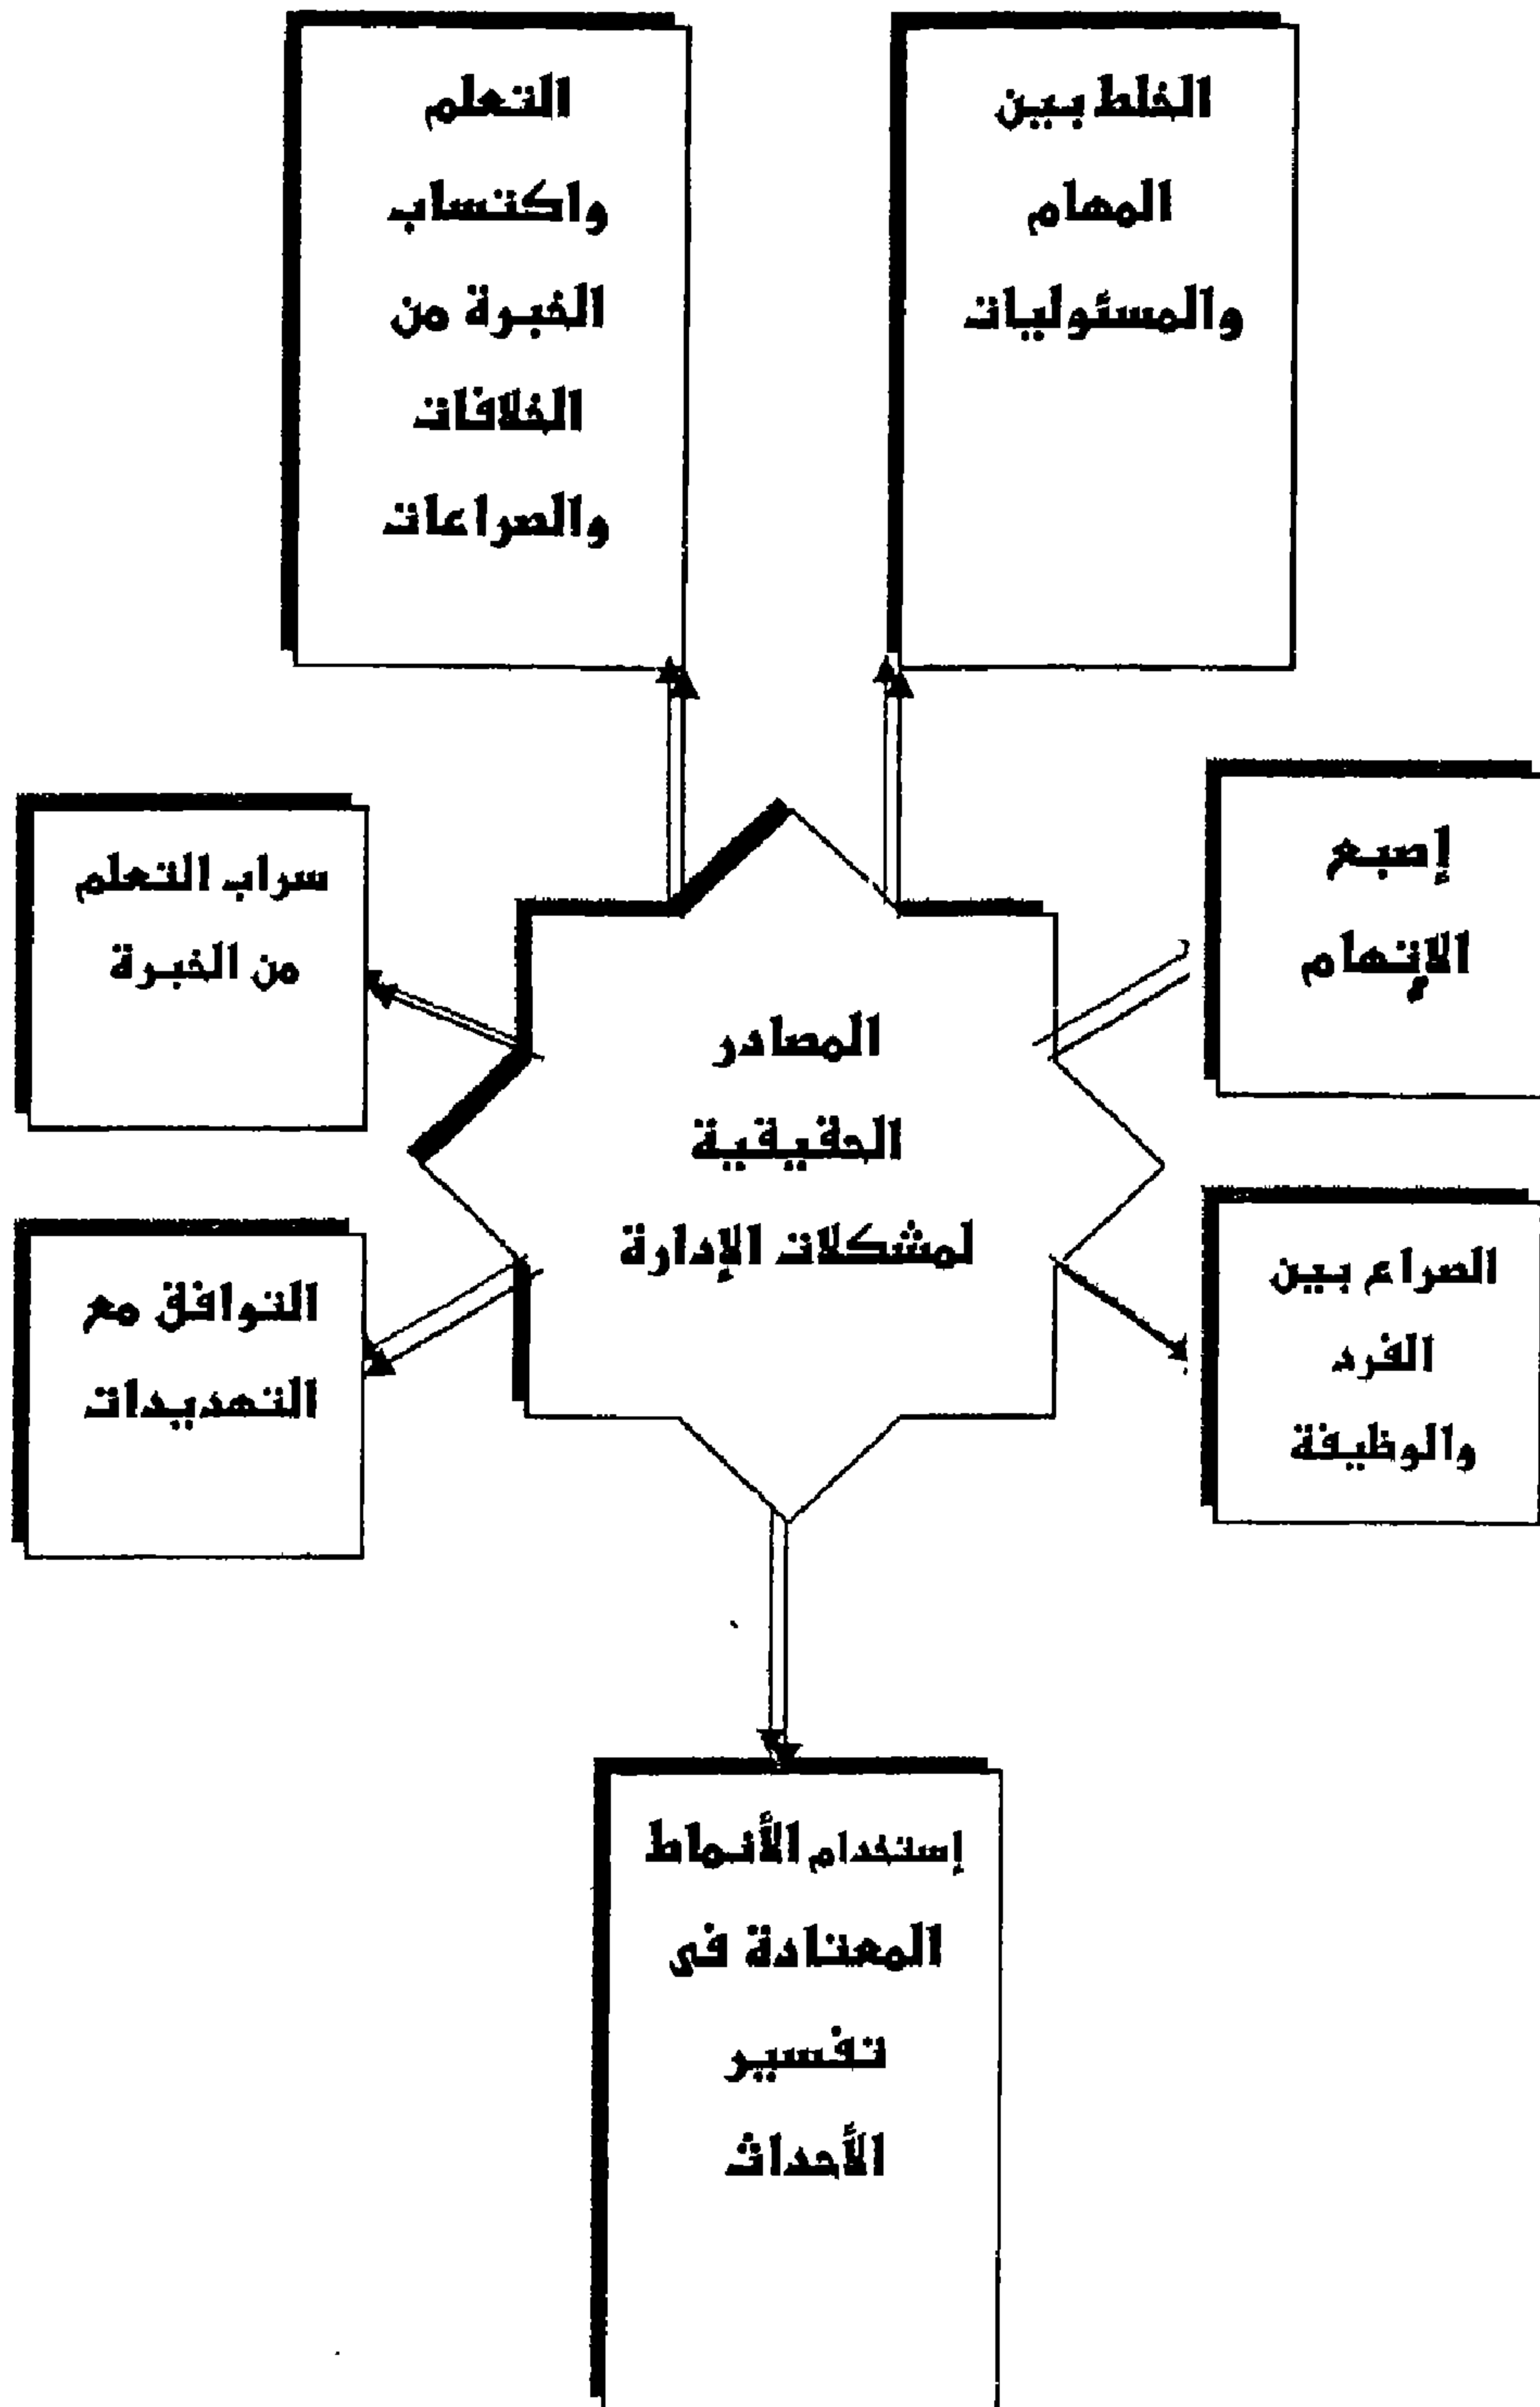 الخلط بين
المهام
والمسئوليات
التعلم
واكتساب
الخبرة من
الخلافات
والصراعات
إصبع
الإتهام
سراب التعلم
من الخبرة
المصادر
الحقيقية
لمشكلات الإدارة
الصراع بين
الفرد
والوظيفة
التوافق مع
التهديدات
إستخدام الأنماط
المعتادة فى
تفسير
الأحداث